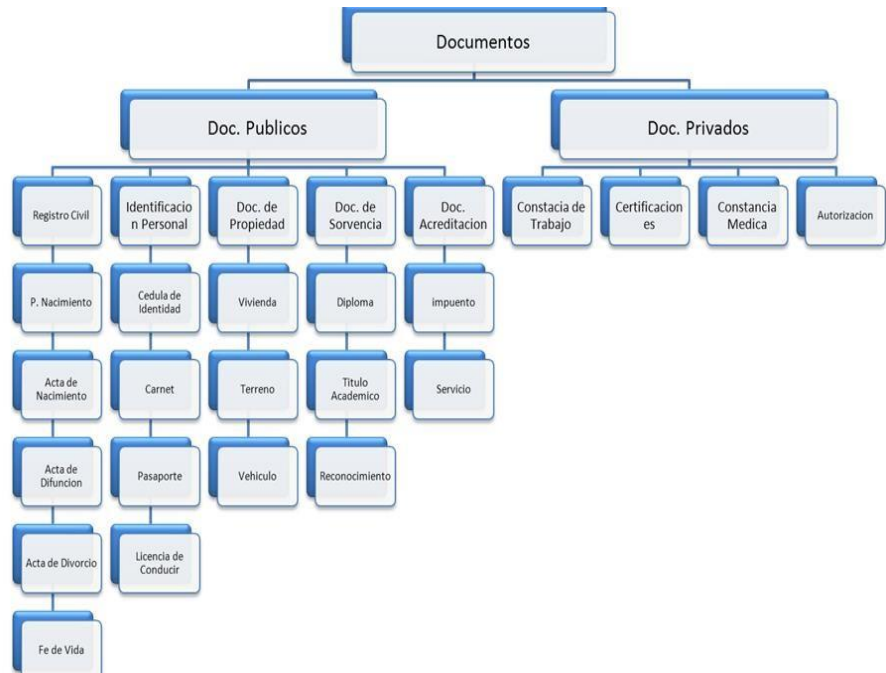 Documentos
Doc. Publicos
Doc. Privados
Registro Civil
Identificacio
n Personal
Doc. de
Propiedad
Doc. de
Sorvencia
Doc.
Acreditacion
Constacia de
Trabajo
Certificacion
es
Constancia
Medica
Autorizacion
P. Nacimiento
Cedula de
Identidad
Vivienda
Diploma
impuento
Acta de
Nacimiento
Carnet
Terreno
Titulo
Academico
Servicio
Acta de
Difuncion
Pasaporte
Vehiculo
Reconocimiento
Acta de Divorcio
Licencia de
Conducir
Fe de Vida